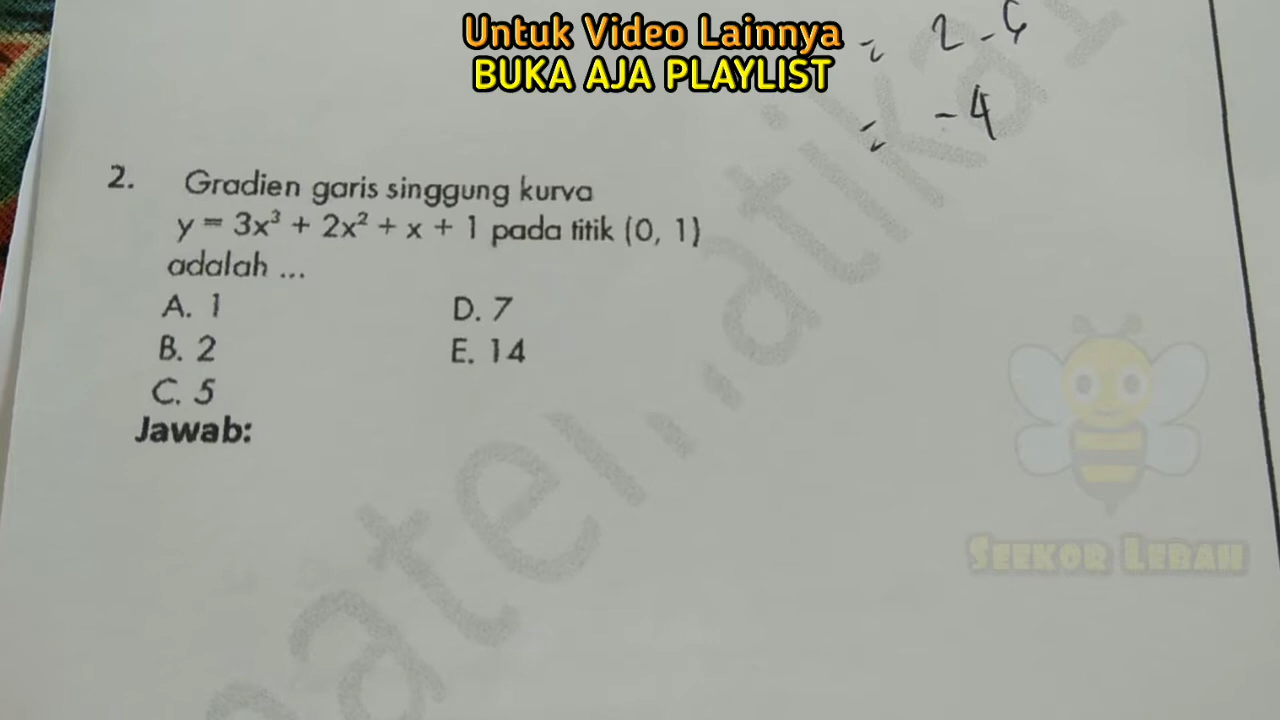 Untuk Video Lainnya
BUKA AJA PLAYLIST
= 2 - 6
= - 4
2. Gradien garis singgung kurva
y = 3x³ + 2x² + x + 1 pada titik (0, 1)
adalah ...
A. 1 D. 7
B. 2 E. 14
C. 5
Jawab:
SEEKOR LEBAH